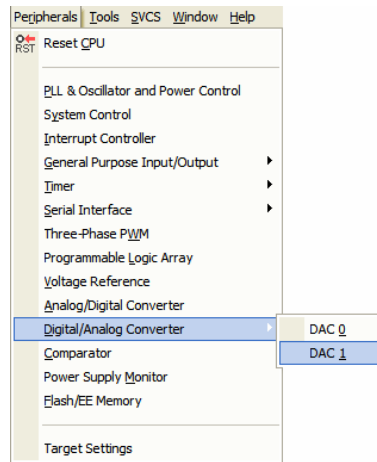 Peripherals Tools SVCS Window Help
RST Reset CPU
PLL & Oscillator and Power Control
System Control
Interrupt Controller
General Purpose Input/Output
Timer
Serial Interface
Three-Phase PWM
Programmable Logic Array
Voltage Reference
Analog/Digital Converter
Digital/Analog Converter
DAC 0
Comparator
DAC 1
Power Supply Monitor
Flash/EE Memory
Target Settings